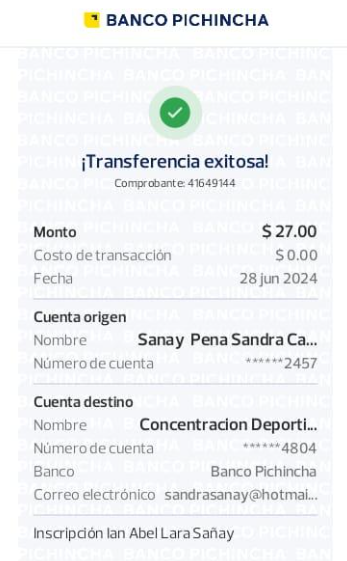 BANCO PICHINCHA
¡Transferencia exitosa!
Comprobante: 41649144
Monto $ 27.00
Costo de transacción $ 0.00
Fecha 28 jun 2024
Cuenta origen
Nombre Sanay Pena Sandra Ca...
Número de cuenta ******2457
Cuenta destino
Nombre Concentracion Deporti...
Número de cuenta ******4804
Banco Banco Pichincha
Correo electrónico sandrasanay@hotmai...
Inscripción Ian Abel Lara Sañay